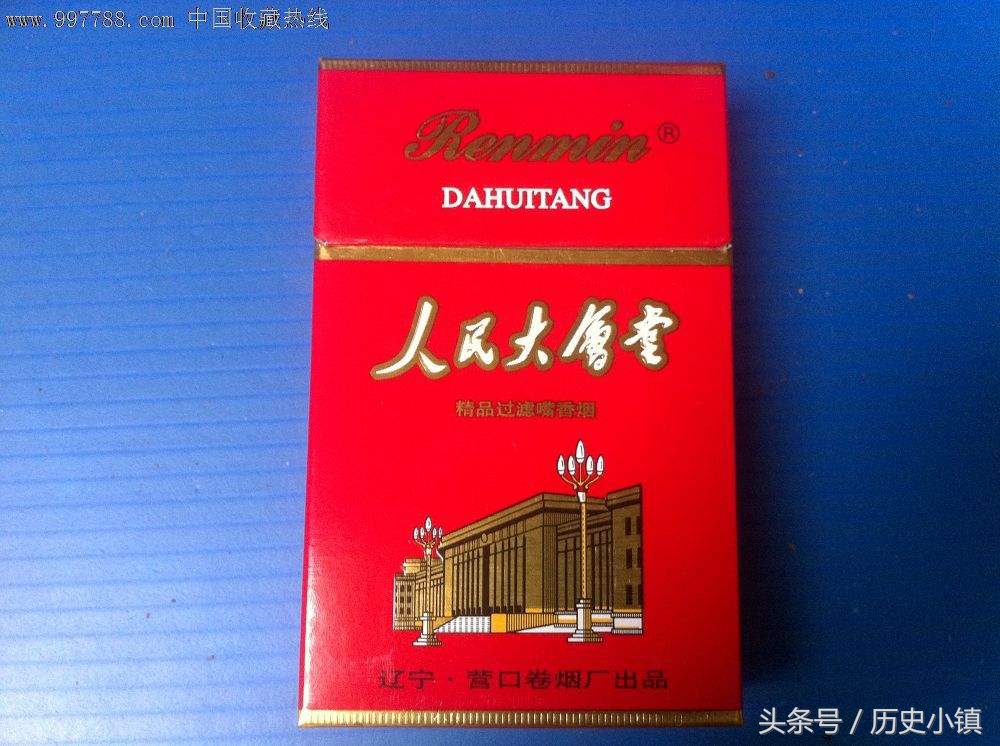 www.997788.com 中国收藏热线
Renmin®
DAHUITANG
人民大會堂
精品过滤嘴香烟
辽宁·营口卷烟厂出品
头条号/历史小镇